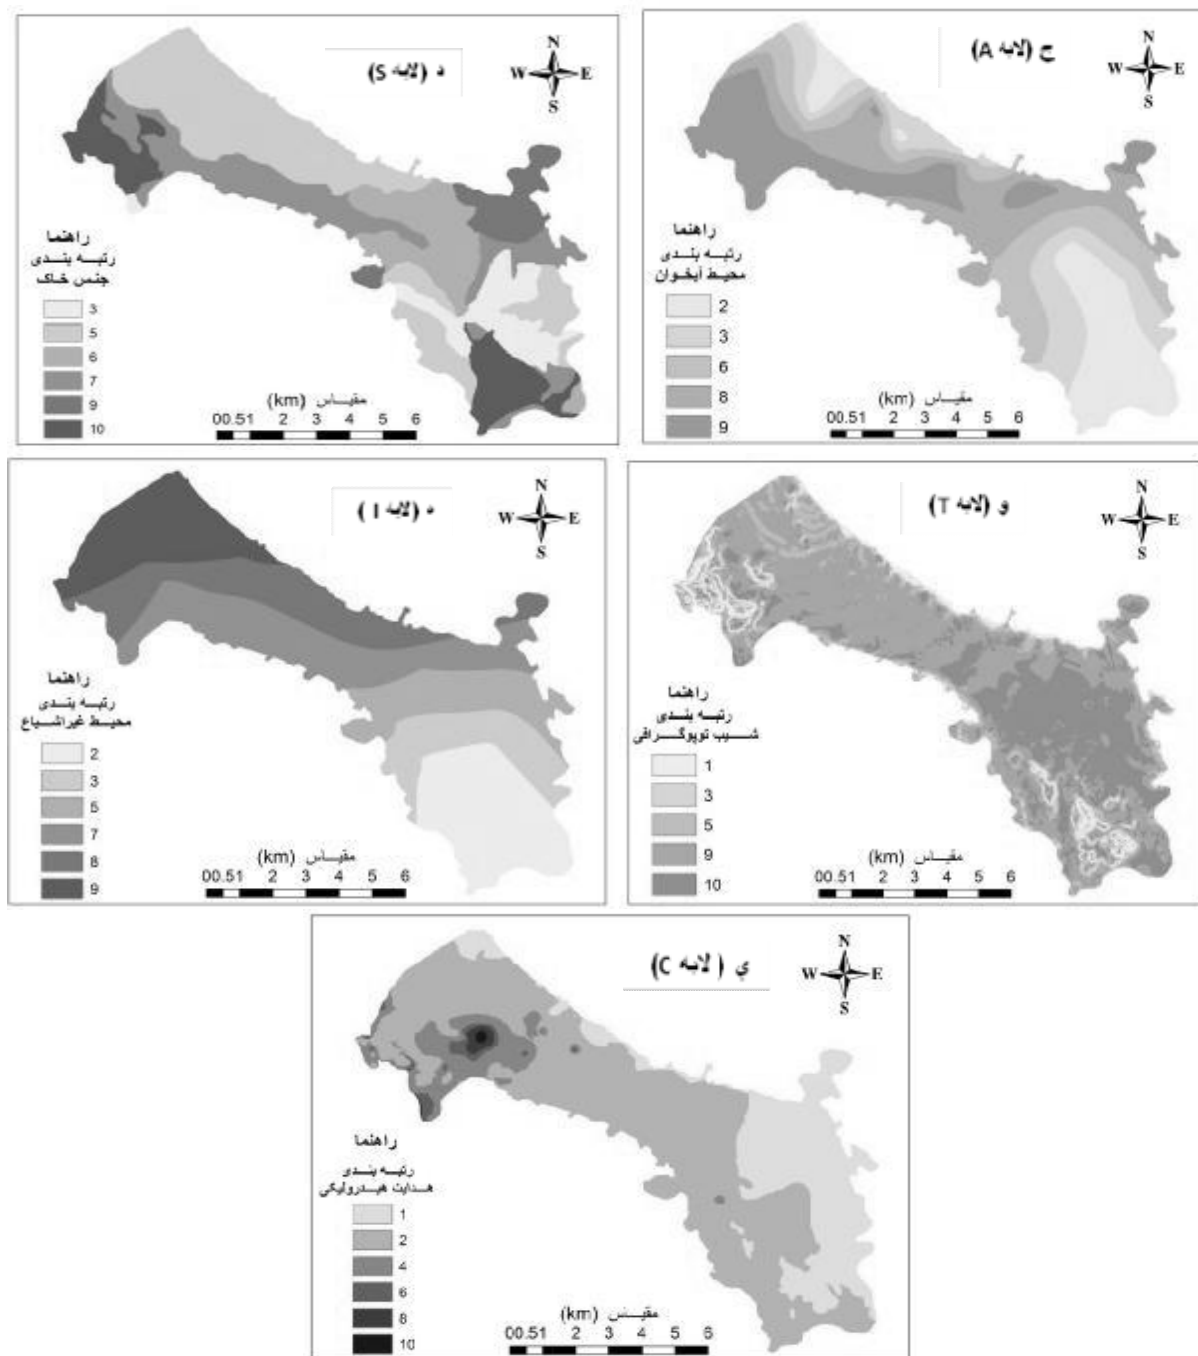 د (لایه S)
N
W E
S
راهنما
رتبه بندی
جنس خاک
3
5
6
7
9
10
مقیاس (km)
00.51 2 3 4 5 6
ح (لایه A)
N
W E
S
راهنما
رتبه بندی
محیط آبخوان
2
3
6
8
9
مقیاس (km)
00.51 2 3 4 5 6
ه (لایه I)
N
W E
S
راهنما
رتبه بندی
محیط غیراشباع
2
3
5
7
8
9
مقیاس (km)
00.51 2 3 4 5 6
و (لایه T)
N
W E
S
راهنما
رتبه بندی
شیب توپوگرافی
1
3
5
9
10
مقیاس (km)
00.51 2 3 4 5 6
ي (لایه C)
N
W E
S
راهنما
رتبه بندی
هدایت هیدرولیکی
1
2
4
6
8
10
مقیاس (km)
00.51 2 3 4 5 6